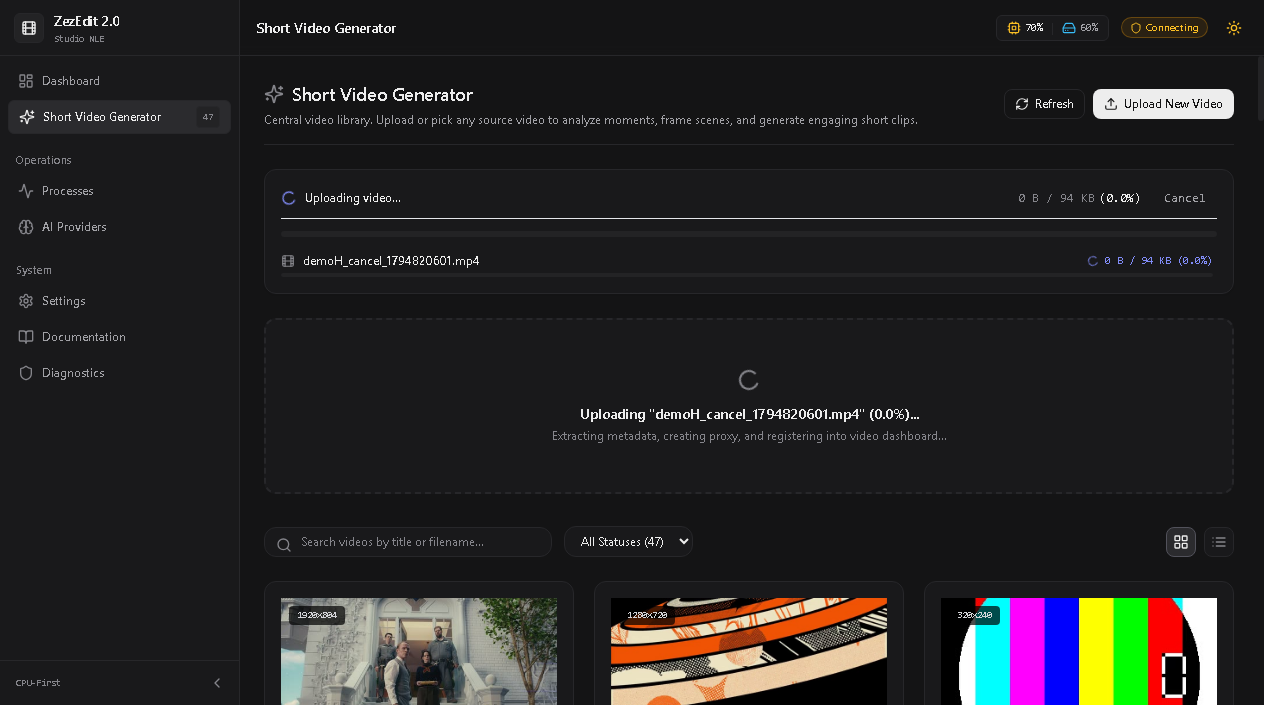 ZezEdit 2.0
Studio NLE
Short Video Generator
70% 60% Connecting
Dashboard
Short Video Generator 47
Operations
Processes
AI Providers
System
Settings
Documentation
Diagnostics
CPU-First
Short Video Generator
Central video library. Upload or pick any source video to analyze moments, frame scenes, and generate engaging short clips.
Refresh
Upload New Video
Uploading video... 0 B / 94 KB (0.0%) Cancel
demoH_cancel_1794820601.mp4 0 B / 94 KB (0.0%)
Uploading "demoH_cancel_1794820601.mp4" (0.0%)...
Extracting metadata, creating proxy, and registering into video dashboard...
Search videos by title or filename...
All Statuses (47)
1920x804
1280x720
320x240
0